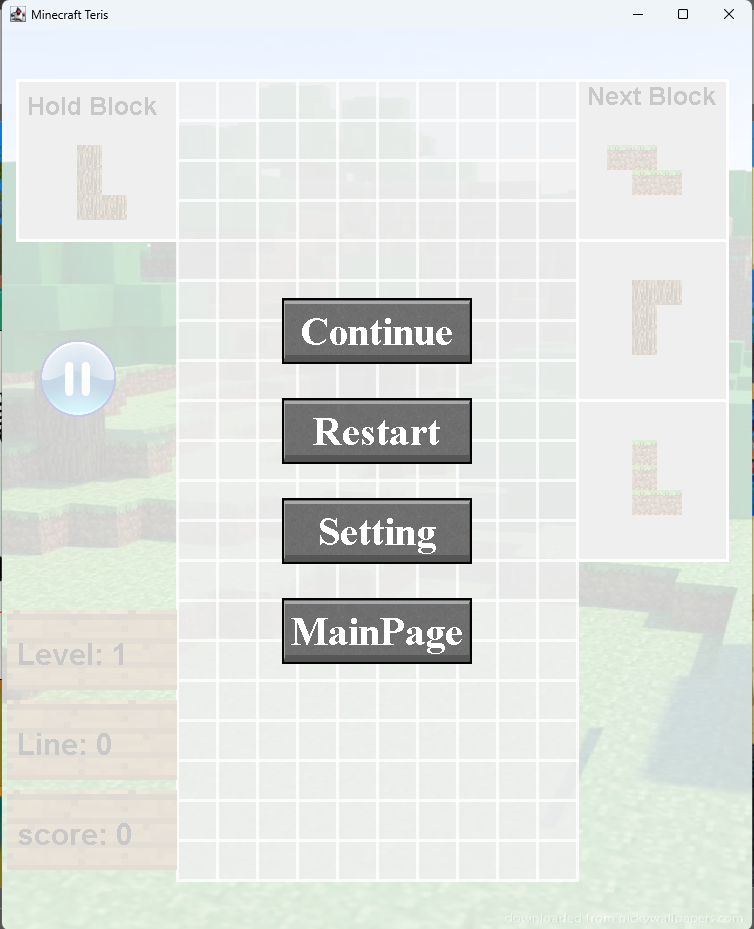 Minecraft Teris
Hold Block
Next Block
Continue
Restart
Setting
MainPage
Level: 1
Line: 0
score: 0
downloaded from pickywallpapers.com